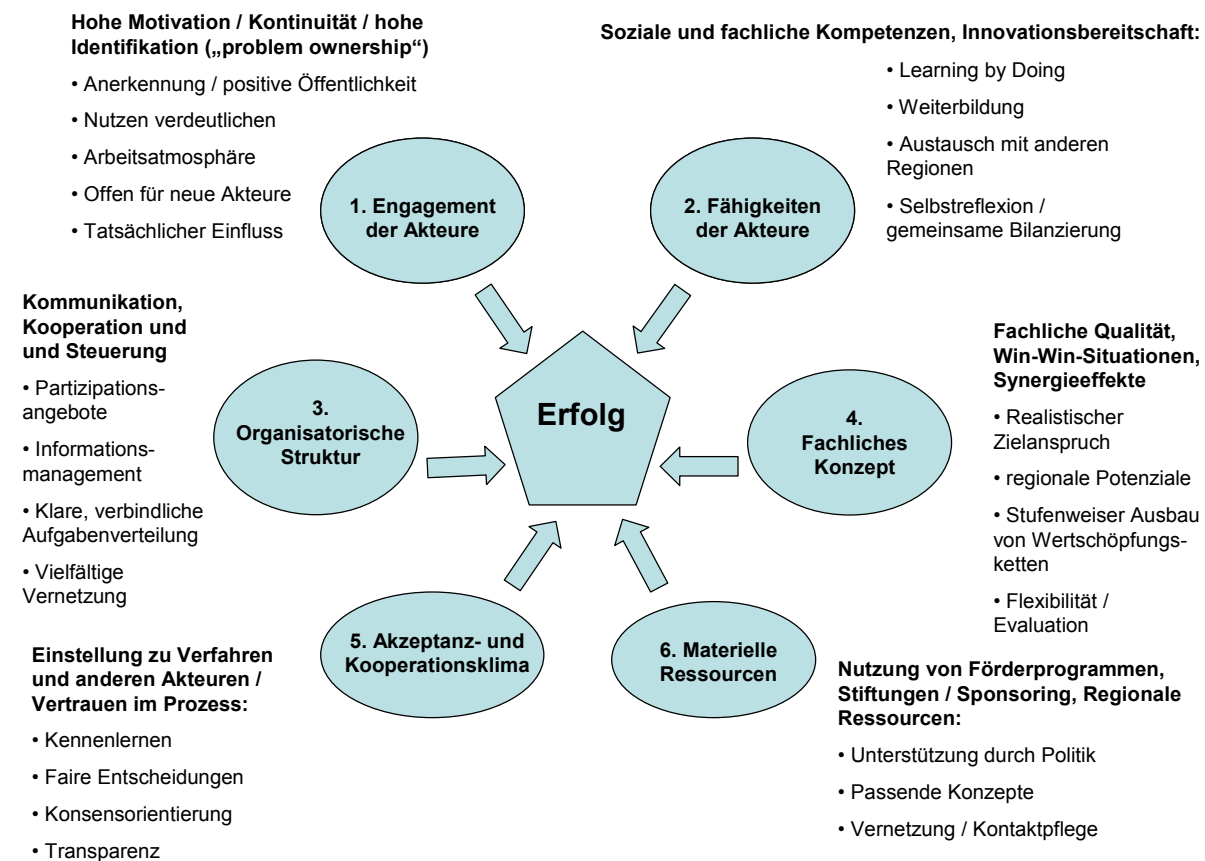 Hohe Motivation / Kontinuität / hohe
Identifikation („problem ownership“)
• Anerkennung / positive Öffentlichkeit
• Nutzen verdeutlichen
• Arbeitsatmosphäre
• Offen für neue Akteure
• Tatsächlicher Einfluss
Soziale und fachliche Kompetenzen, Innovationsbereitschaft:
• Learning by Doing
• Weiterbildung
• Austausch mit anderen
Regionen
• Selbstreflexion /
gemeinsame Bilanzierung
1. Engagement
der Akteure
2. Fähigkeiten
der Akteure
Kommunikation,
Kooperation und
und Steuerung
• Partizipations-
angebote
• Informations-
management
• Klare, verbindliche
Aufgabenverteilung
• Vielfältige
Vernetzung
3.
Organisatorische
Struktur
Erfolg
4.
Fachliches
Konzept
Fachliche Qualität,
Win-Win-Situationen,
Synergieeffekte
• Realistischer
Zielanspruch
• regionale Potenziale
• Stufenweiser Ausbau
von Wertschöpfungs-
ketten
• Flexibilität /
Evaluation
5. Akzeptanz- und
Kooperationsklima
6. Materielle
Ressourcen
Einstellung zu Verfahren
und anderen Akteuren /
Vertrauen im Prozess:
• Kennenlernen
• Faire Entscheidungen
• Konsensorientierung
• Transparenz
Nutzung von Förderprogrammen,
Stiftungen / Sponsoring, Regionale
Ressourcen:
• Unterstützung durch Politik
• Passende Konzepte
• Vernetzung / Kontaktpflege